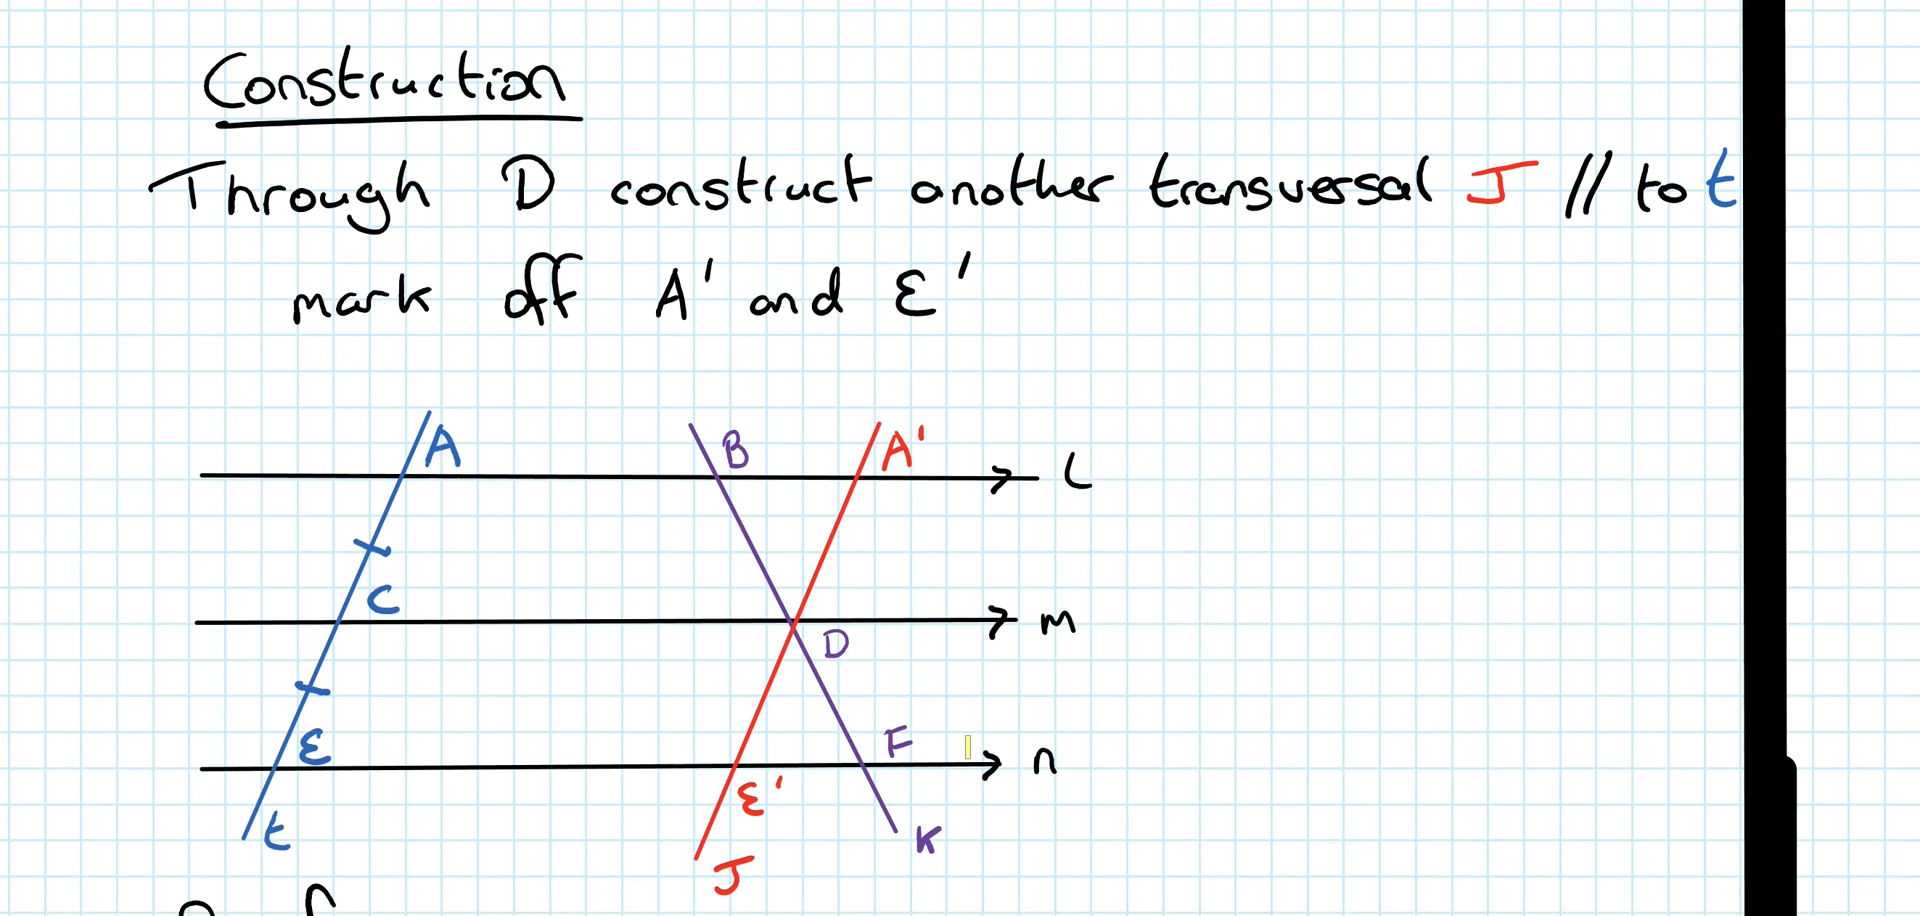 Construction
Through D construct another transversal J // to t
mark off A' and E'
A B A' L
C D m
E F n
E'
t J K